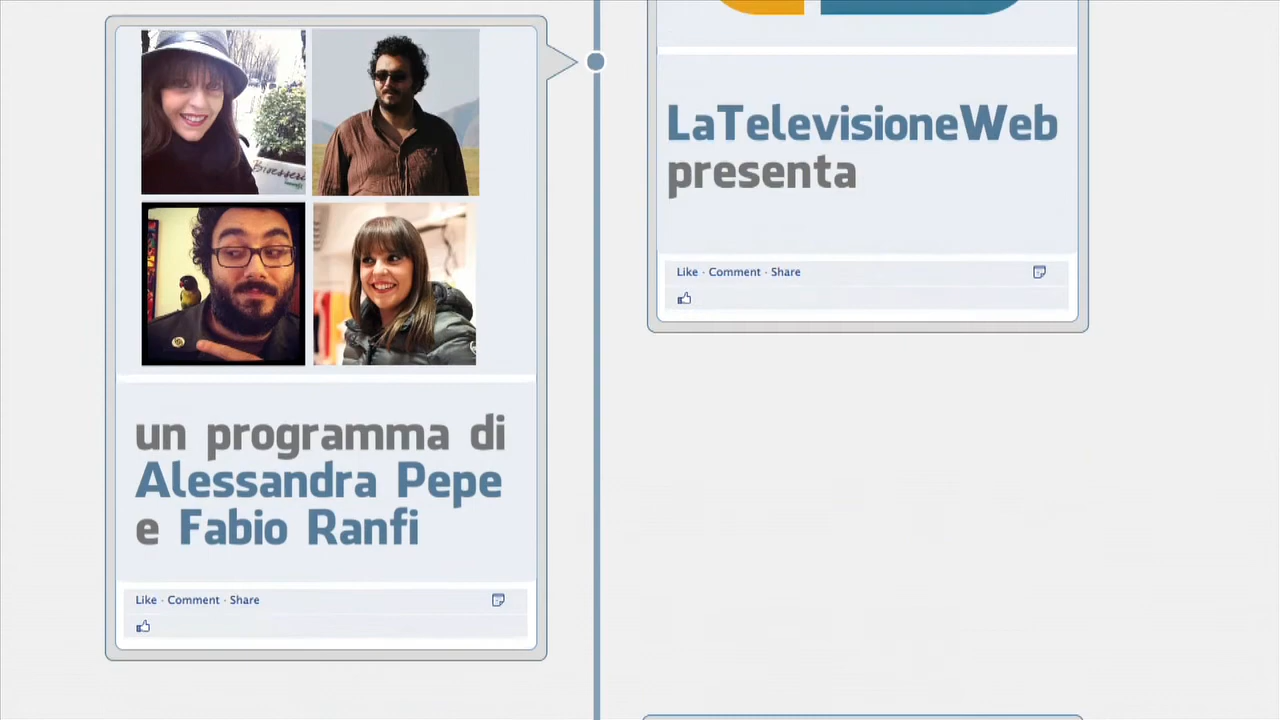 LaTelevisioneWeb
presenta
Like · Comment · Share
un programma di
Alessandra Pepe
e Fabio Ranfi
Like · Comment · Share